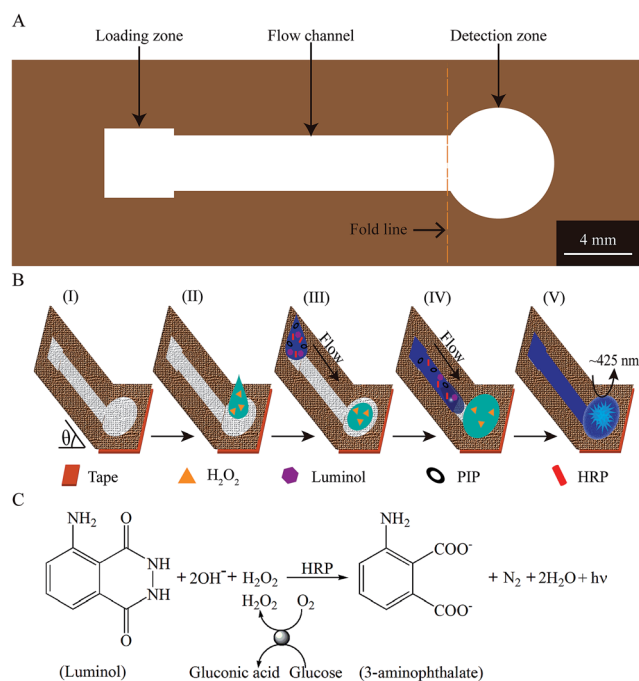 A
Loading zone Flow channel Detection zone
Fold line
4 mm
B
(I) (II) (III) (IV) (V)
Flow Flow ~425 nm
θ
Tape H₂O₂ Luminol PIP HRP
C
NH₂ O NH NH O + 2OH⁻ + H₂O₂ HRP NH₂ COO⁻ COO⁻ + N₂ + 2H₂O + hν
H₂O₂ O₂
Gluconic acid Glucose
(Luminol) (3-aminophthalate)